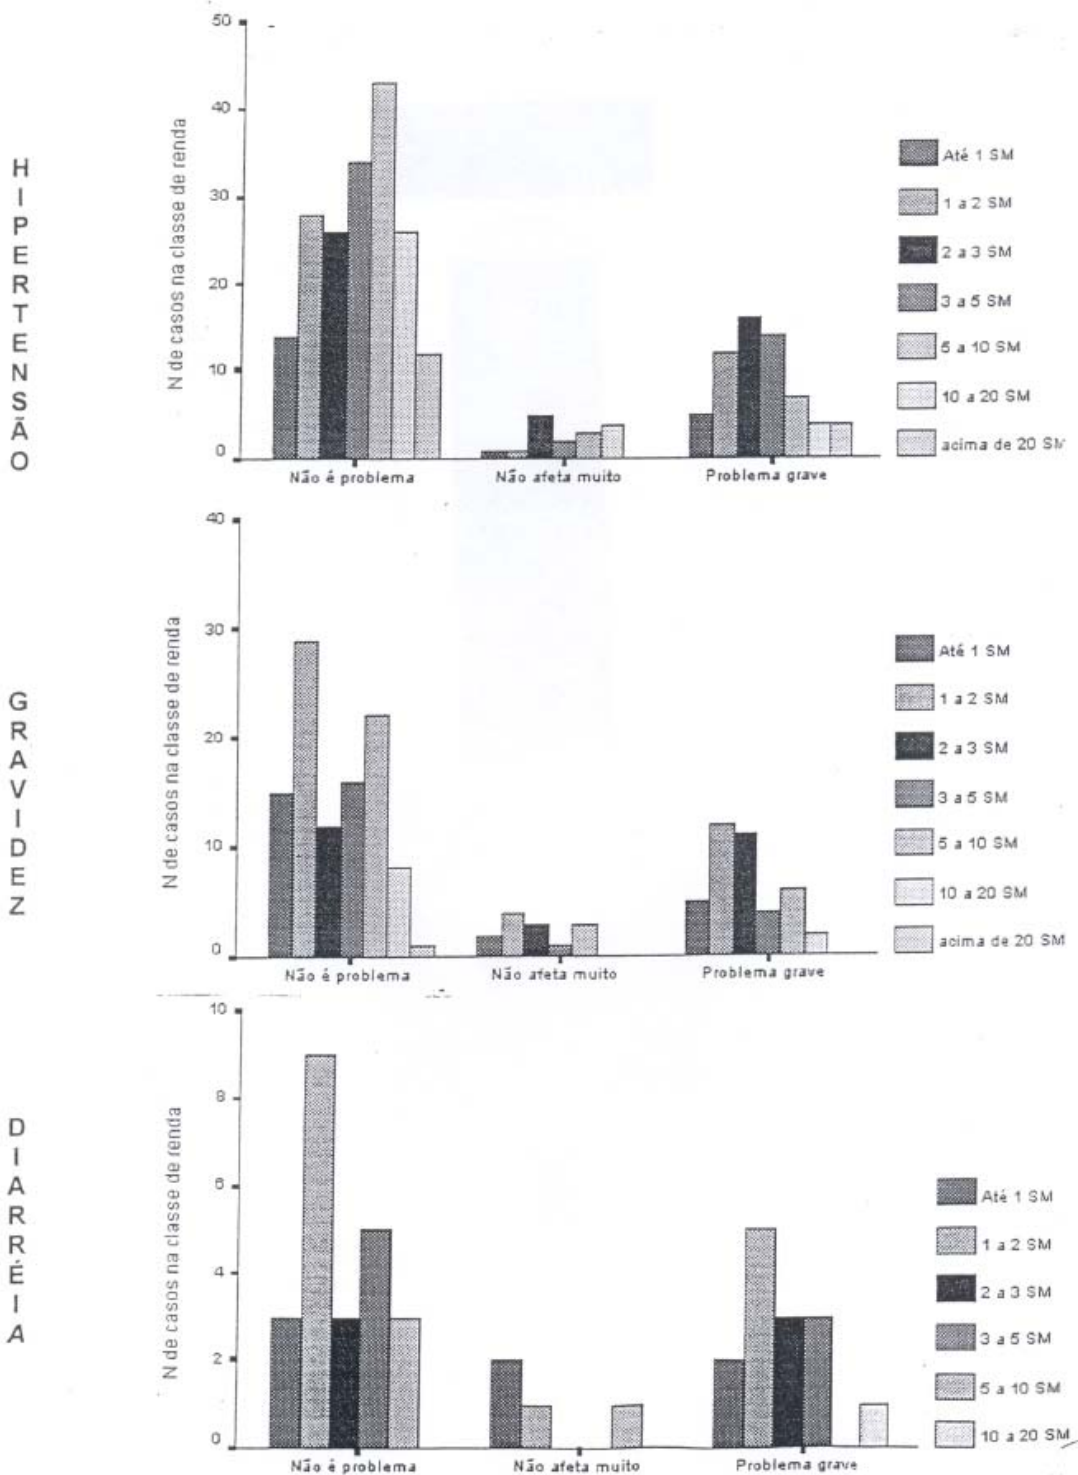 HIPERTENSÃO
N de casos na classe de renda
50
40
30
20
10
0
Não é problema
Não afeta muito
Problema grave
Até 1 SM
1 a 2 SM
2 a 3 SM
3 a 5 SM
5 a 10 SM
10 a 20 SM
acima de 20 SM
GRAVIDEZ
N de casos na classe de renda
40
30
20
10
0
Não é problema
Não afeta muito
Problema grave
Até 1 SM
1 a 2 SM
2 a 3 SM
3 a 5 SM
5 a 10 SM
10 a 20 SM
acima de 20 SM
DIARRÉIA
N de casos na classe de renda
10
8
6
4
2
0
Não é problema
Não afeta muito
Problema grave
Até 1 SM
1 a 2 SM
2 a 3 SM
3 a 5 SM
5 a 10 SM
10 a 20 SM